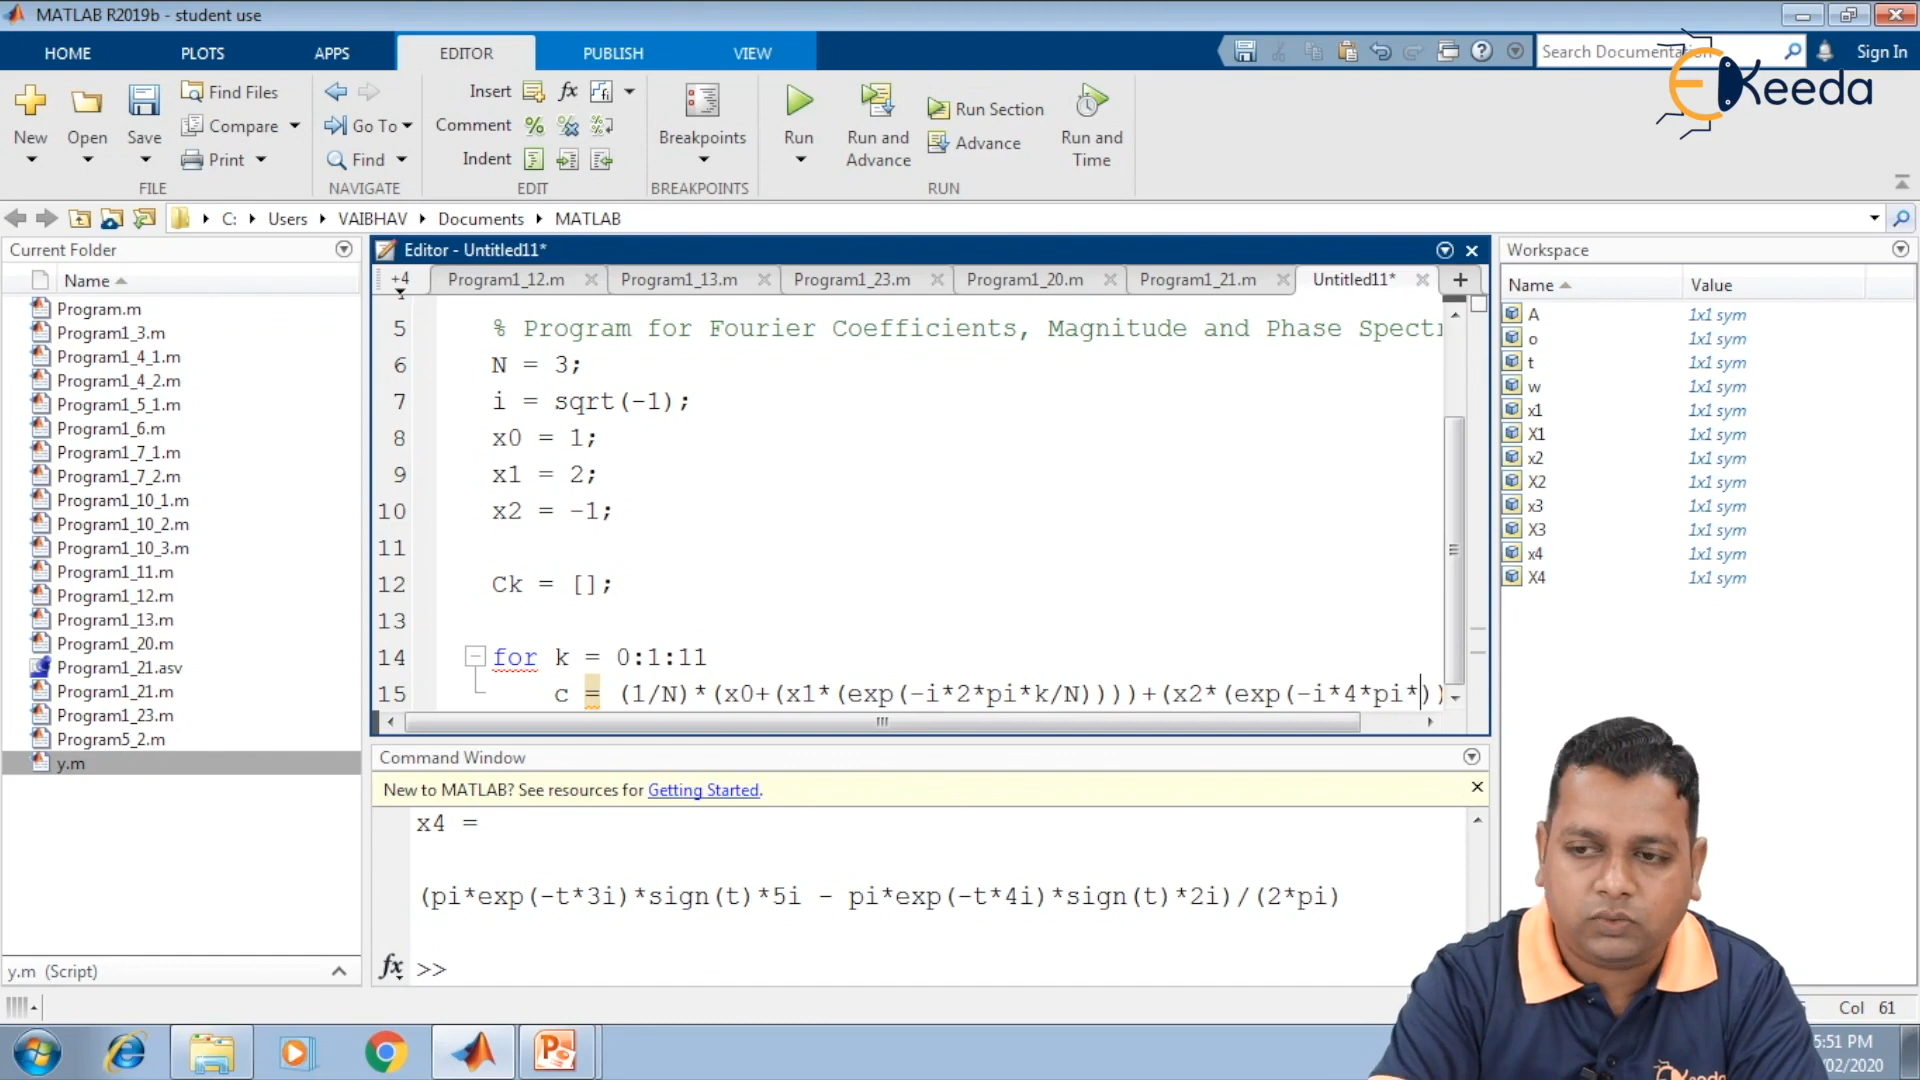 MATLAB R2019b - student use
HOME PLOTS APPS EDITOR PUBLISH VIEW
Search Documentation
Sign In
Keeda
New
Open
Save
Find Files
Compare
Print
FILE
Go To
Find
NAVIGATE
Insert
Comment
Indent
EDIT
Breakpoints
BREAKPOINTS
Run
Run and Advance
Run Section
Advance
Run and Time
RUN
C: Users VAIBHAV Documents MATLAB
Current Folder
Name
Program.m
Program1_3.m
Program1_4_1.m
Program1_4_2.m
Program1_5_1.m
Program1_6.m
Program1_7_1.m
Program1_7_2.m
Program1_10_1.m
Program1_10_2.m
Program1_10_3.m
Program1_11.m
Program1_12.m
Program1_13.m
Program1_20.m
Program1_21.asv
Program1_21.m
Program1_23.m
Program5_2.m
y.m
y.m (Script)
Editor - Untitled11*
+4 Program1_12.m Program1_13.m Program1_23.m Program1_20.m Program1_21.m Untitled11*
5 % Program for Fourier Coefficients, Magnitude and Phase Spectr
6 N = 3;
7 i = sqrt(-1);
8 x0 = 1;
9 x1 = 2;
10 x2 = -1;
11
12 Ck = [];
13
14 for k = 0:1:11
15 c = (1/N)*(x0+(x1*(exp(-i*2*pi*k/N))))+(x2*(exp(-i*4*pi*))
Command Window
New to MATLAB? See resources for Getting Started.
x4 =
(pi*exp(-t*3i)*sign(t)*5i - pi*exp(-t*4i)*sign(t)*2i)/(2*pi)
fx >>
Workspace
Name Value
A 1x1 sym
o 1x1 sym
t 1x1 sym
w 1x1 sym
x1 1x1 sym
X1 1x1 sym
x2 1x1 sym
X2 1x1 sym
x3 1x1 sym
X3 1x1 sym
x4 1x1 sym
X4 1x1 sym
Col 61
5:51 PM
/02/2020